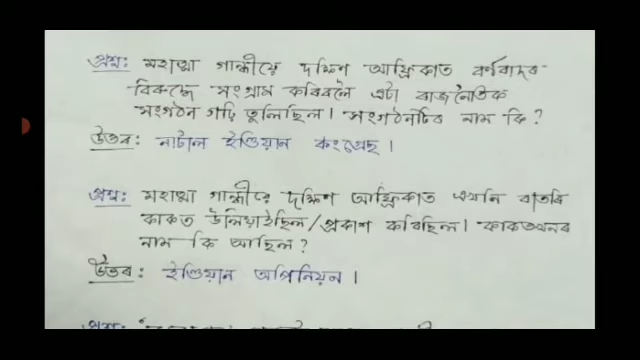 প্ৰশ্ন: মহাত্মা গান্ধীয়ে দক্ষিণ আফ্ৰিকাত বৰ্ণবাদৰ
বিৰুদ্ধে সংগ্ৰাম কৰিবলৈ এটা ৰাজনৈতিক
সংগঠন গঢ়ি তুলিছিল। সংগঠনটিৰ নাম কি?
উত্তৰ: নাটাল ইণ্ডিয়ান কংগ্ৰেছ।
প্ৰশ্ন: মহাত্মা গান্ধীয়ে দক্ষিণ আফ্ৰিকাত এখনি বাতৰি
কাকত উলিয়াইছিল/প্ৰকাশ কৰিছিল। কাকতখনৰ
নাম কি আছিল?
উত্তৰ: ইণ্ডিয়ান অপিনিয়ন।